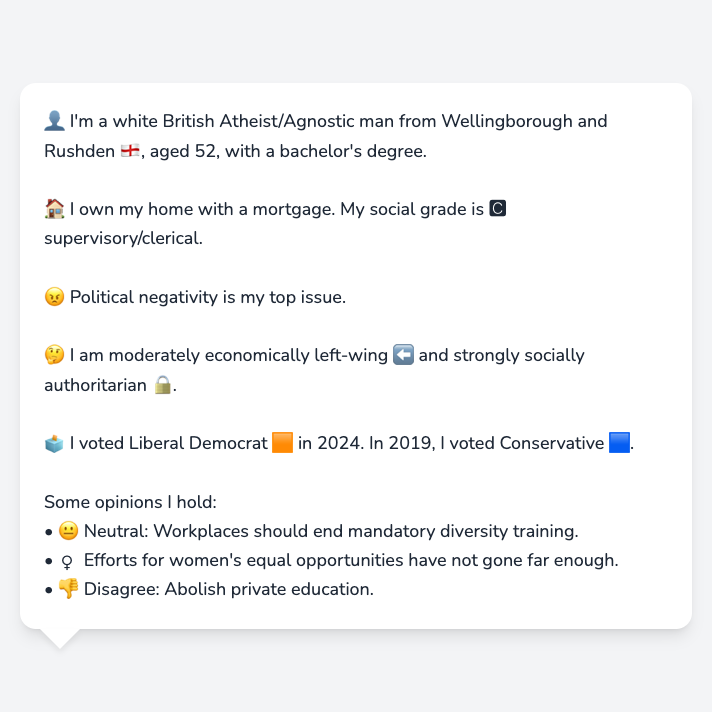 👤 I'm a white British Atheist/Agnostic man from Wellingborough and
Rushden 🏴󠁧󠁢󠁥󠁮󠁧󠁿, aged 52, with a bachelor's degree.
🏠 I own my home with a mortgage. My social grade is 🅲
supervisory/clerical.
😠 Political negativity is my top issue.
🤔 I am moderately economically left-wing ⬅️ and strongly socially
authoritarian 🔒.
🗳️ I voted Liberal Democrat 🟧 in 2024. In 2019, I voted Conservative 🟦.
Some opinions I hold:
• 😐 Neutral: Workplaces should end mandatory diversity training.
• ♀ Efforts for women's equal opportunities have not gone far enough.
• 👎 Disagree: Abolish private education.